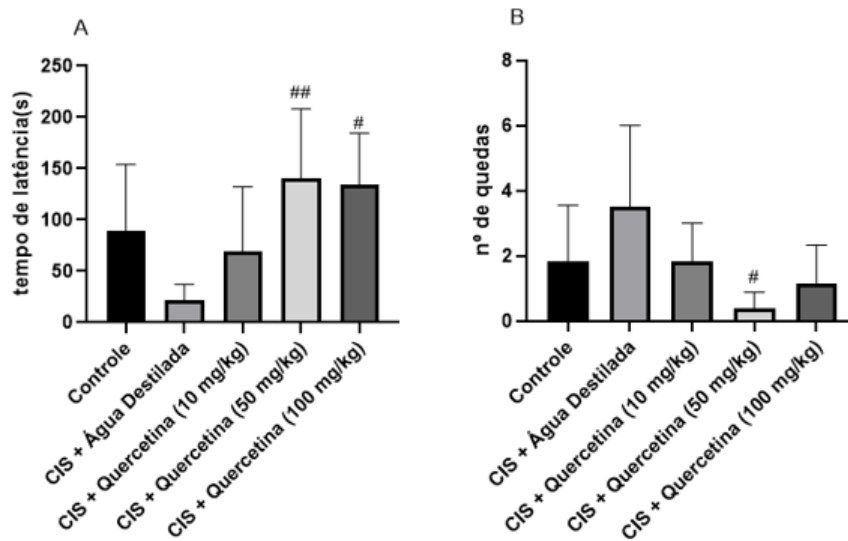 A
tempo de latência(s)
250
200
150
100
50
0
##
#
Controle
CIS + Água Destilada
CIS + Quercetina (10 mg/kg)
CIS + Quercetina (50 mg/kg)
CIS + Quercetina (100 mg/kg)
B
nº de quedas
8
6
4
2
0
#
Controle
CIS + Água Destilada
CIS + Quercetina (10 mg/kg)
CIS + Quercetina (50 mg/kg)
CIS + Quercetina (100 mg/kg)